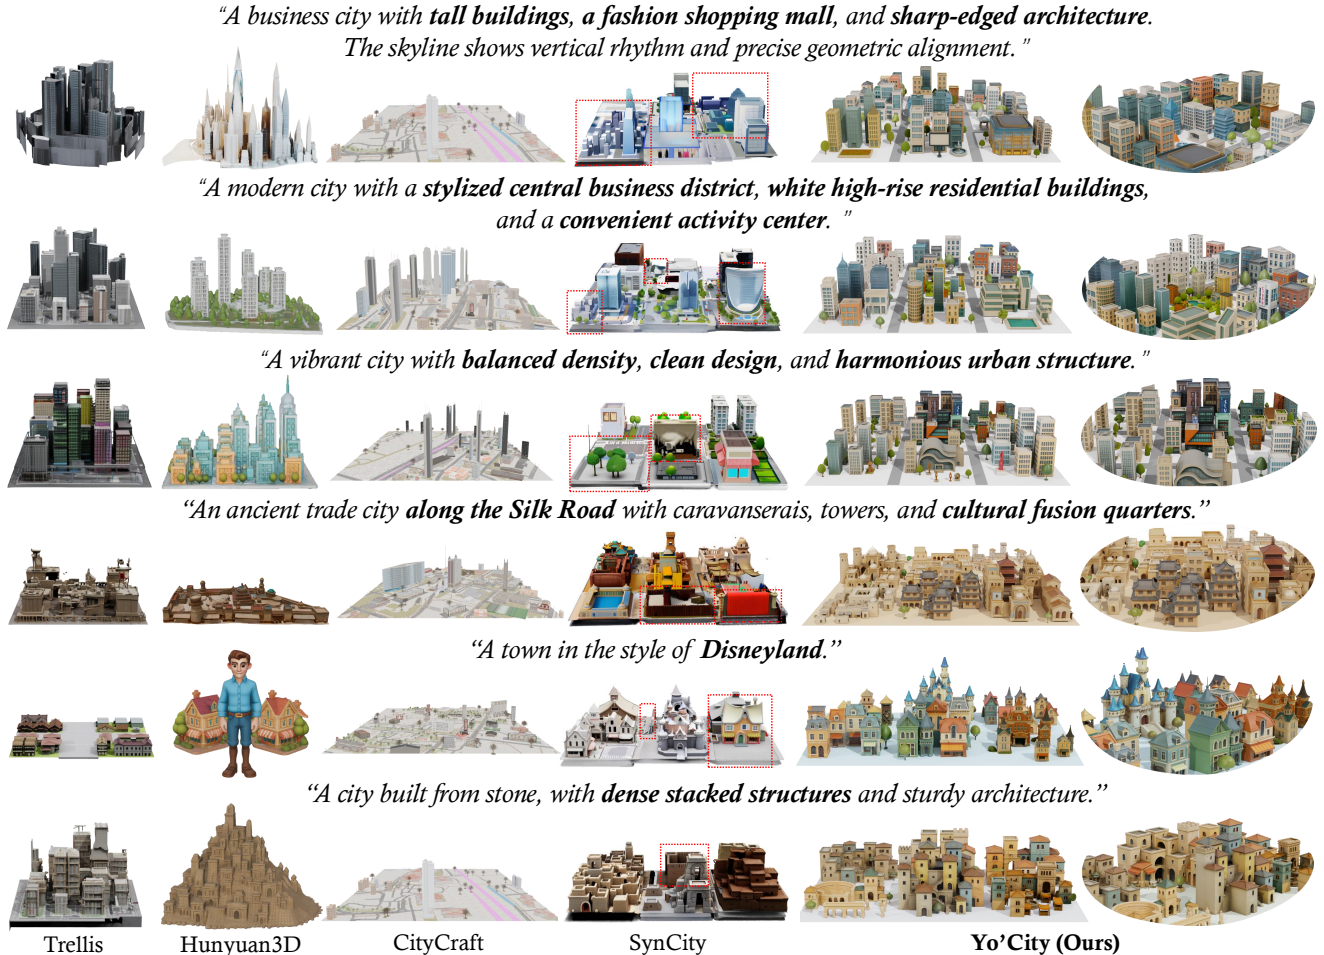 "A business city with tall buildings, a fashion shopping mall, and sharp-edged architecture.
The skyline shows vertical rhythm and precise geometric alignment."
"A modern city with a stylized central business district, white high-rise residential buildings,
and a convenient activity center. "
"A vibrant city with balanced density, clean design, and harmonious urban structure. "
“An ancient trade city along the Silk Road with caravanserais, towers, and cultural fusion quarters.”
“A town in the style of Disneyland.”
“A city built from stone, with dense stacked structures and sturdy architecture.”
Trellis Hunyuan3D CityCraft SynCity Yo’City (Ours)